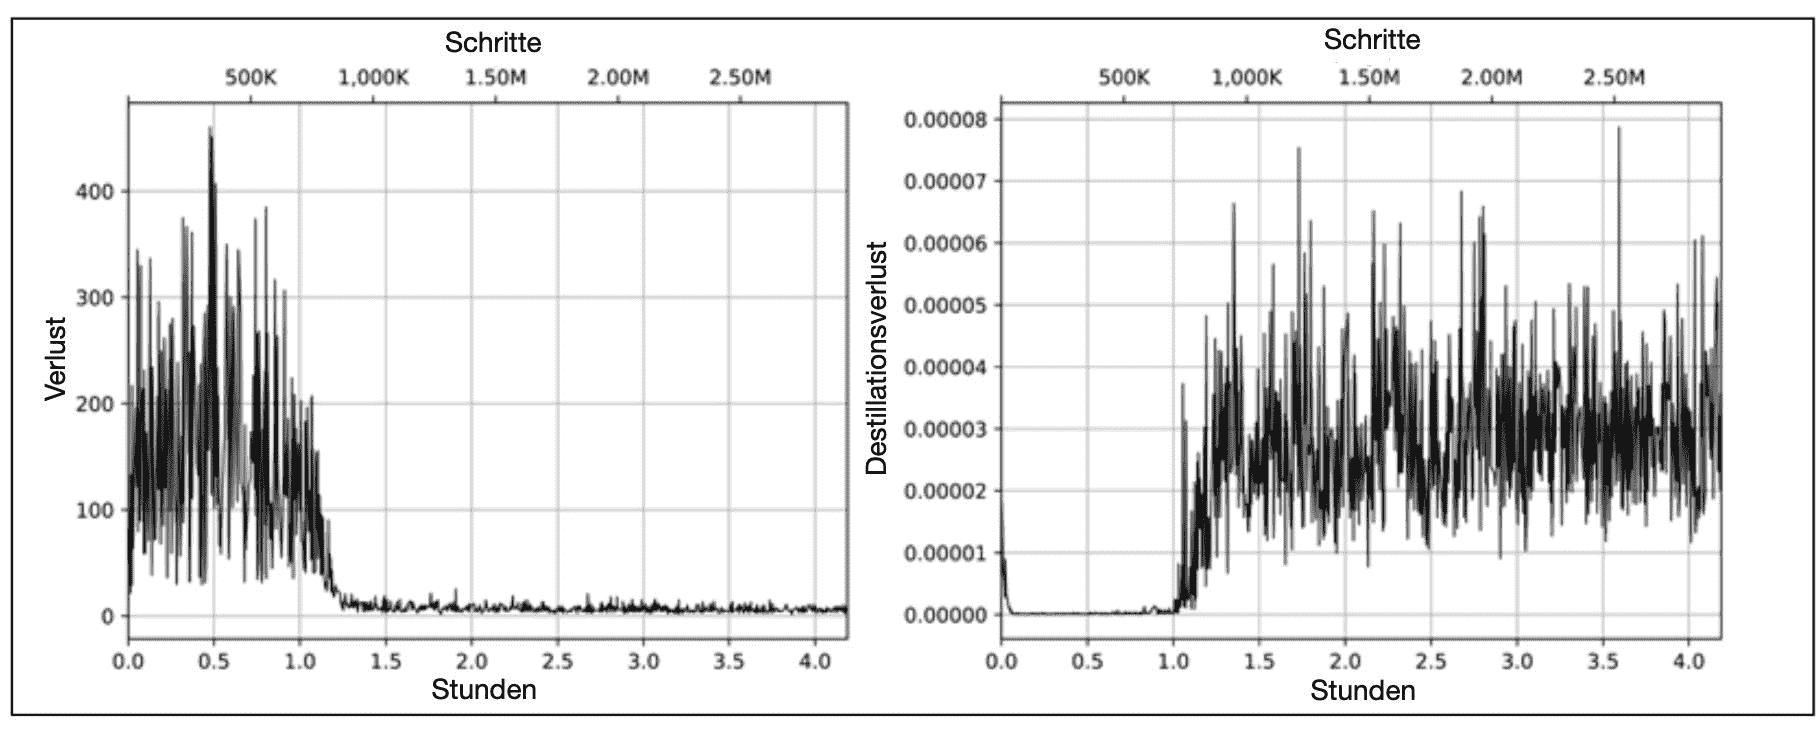 Schritte
500K 1,000K 1.50M 2.00M 2.50M
Verlust
400
300
200
100
0
0.0 0.5 1.0 1.5 2.0 2.5 3.0 3.5 4.0
Stunden
Schritte
500K 1,000K 1.50M 2.00M 2.50M
Destillationsverlust
0.00008
0.00007
0.00006
0.00005
0.00004
0.00003
0.00002
0.00001
0.00000
0.0 0.5 1.0 1.5 2.0 2.5 3.0 3.5 4.0
Stunden